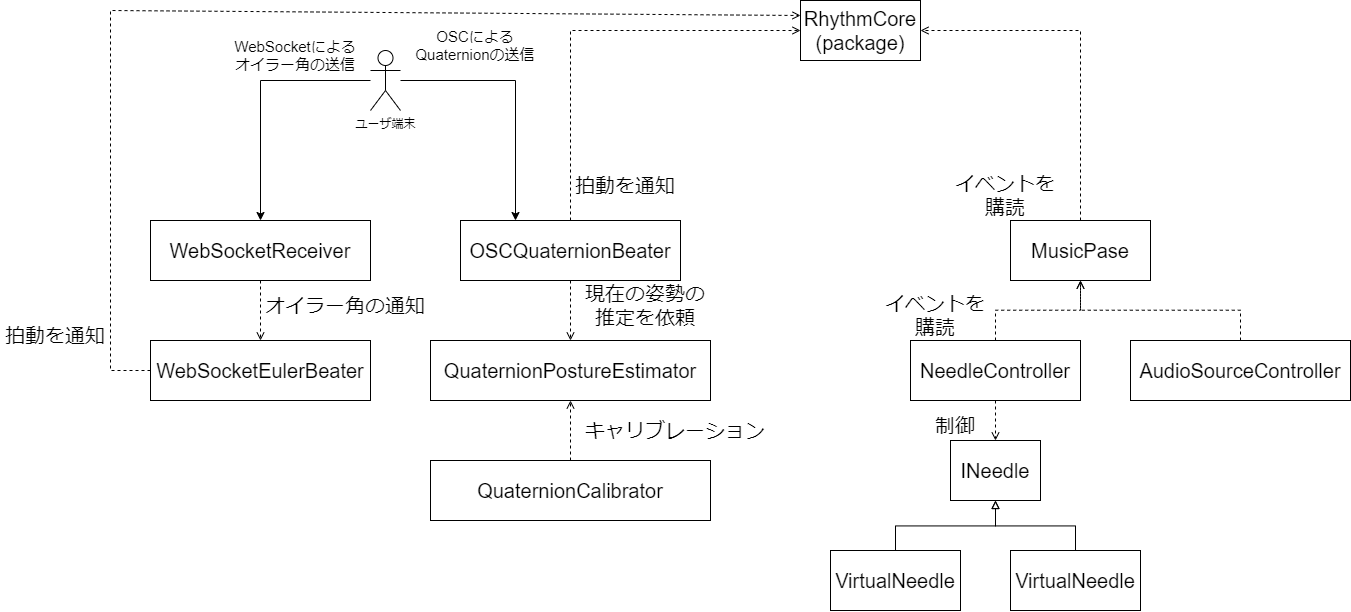 RhythmCore
(package)
WebSocketによる
オイラー角の送信
OSCによる
Quaternionの送信
ユーザ端末
拍動を通知
イベントを
購読
WebSocketReceiver
OSCQuaternionBeater
MusicPase
オイラー角の通知
現在の姿勢の
推定を依頼
イベントを
購読
拍動を通知
WebSocketEulerBeater
QuaternionPostureEstimator
NeedleController
AudioSourceController
キャリブレーション
制御
INeedle
QuaternionCalibrator
VirtualNeedle
VirtualNeedle